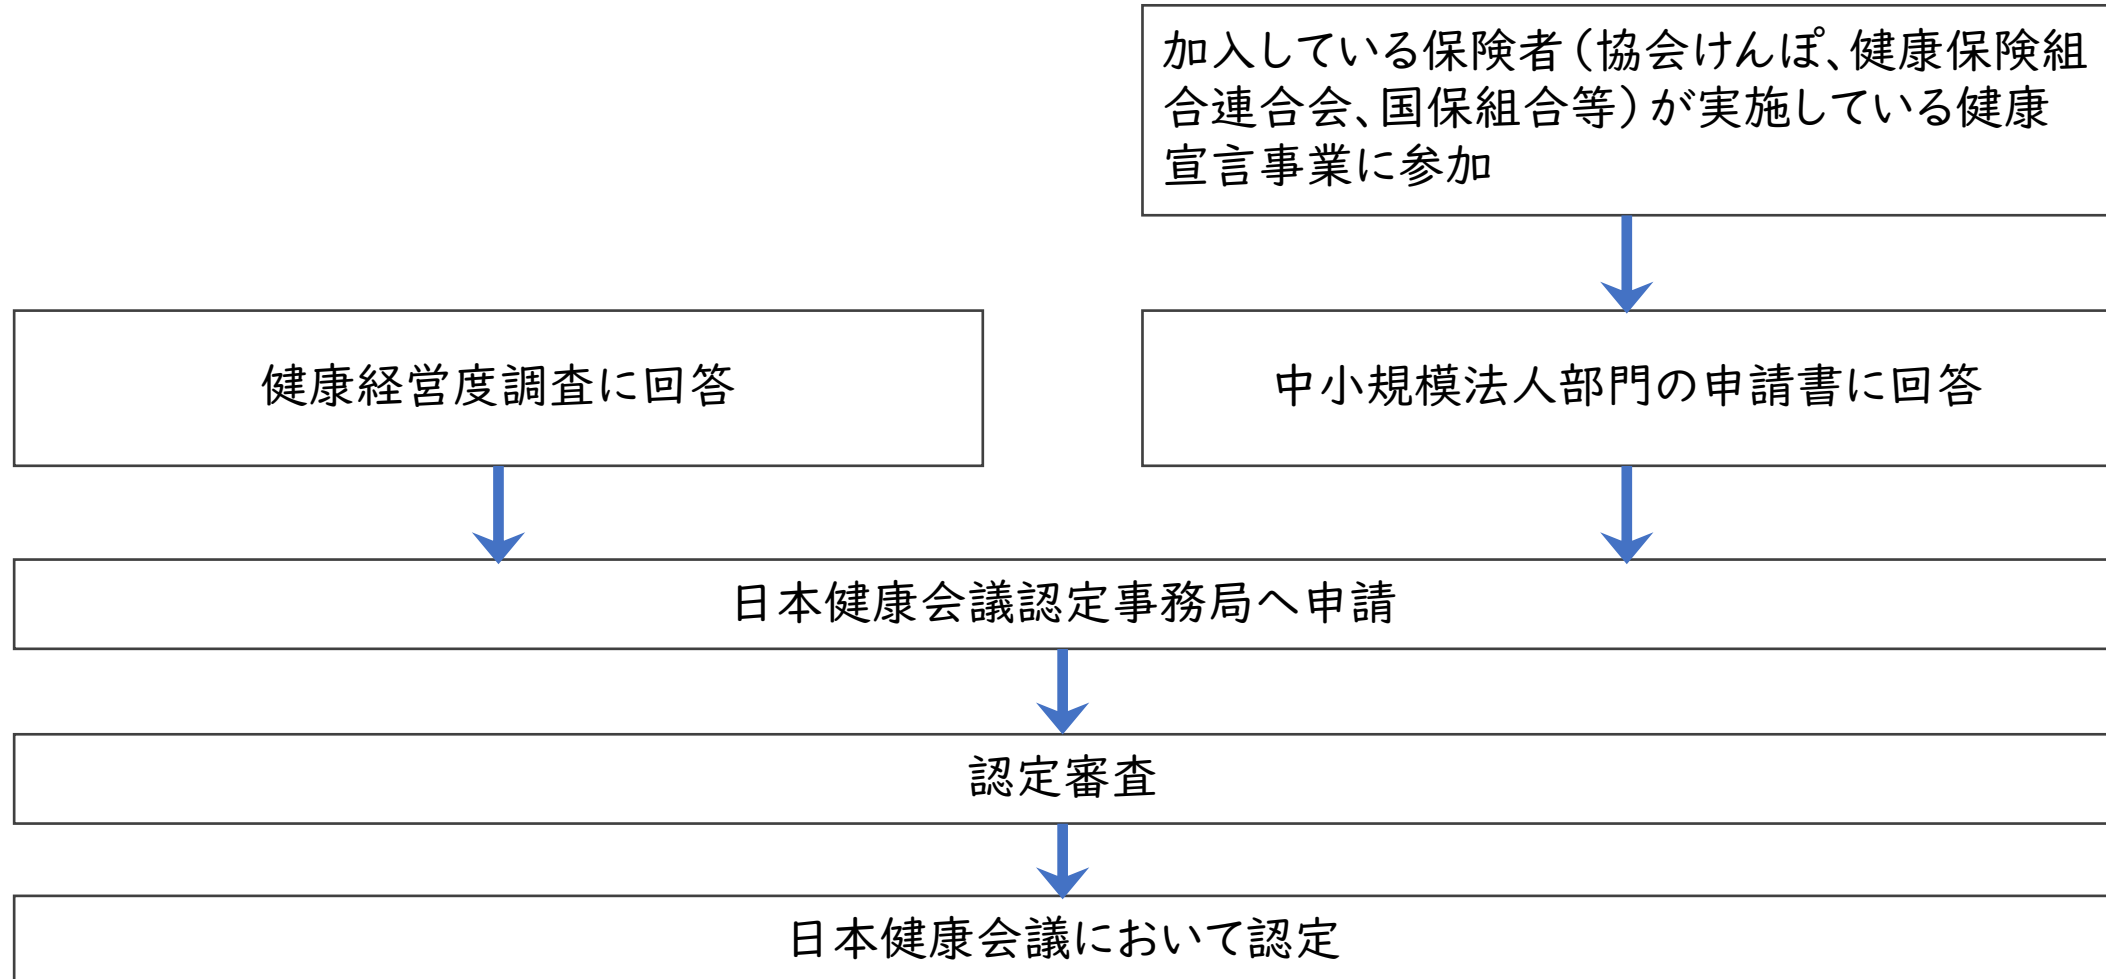 加入している保険者（協会けんぽ、健康保険組
合連合会、国保組合等）が実施している健康
宣言事業に参加
健康経営度調査に回答
中小規模法人部門の申請書に回答
日本健康会議認定事務局へ申請
認定審査
日本健康会議において認定